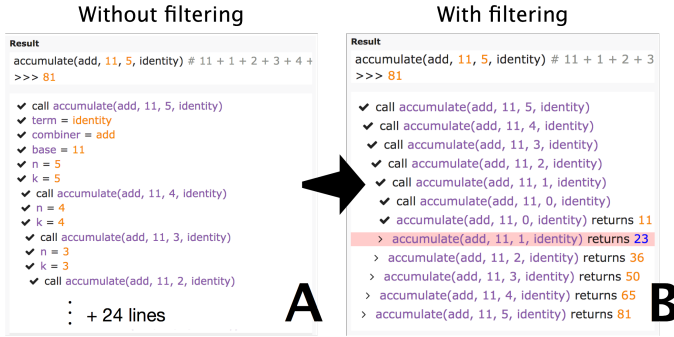 Without filtering
Result
accumulate(add, 11, 5, identity) # 11 + 1 + 2 + 3 + 4 +
>>> 81
call accumulate(add, 11, 5, identity)
term = identity
combiner = add
base = 11
n = 5
k = 5
call accumulate(add, 11, 4, identity)
n = 4
k = 4
call accumulate(add, 11, 3, identity)
n = 3
k = 3
call accumulate(add, 11, 2, identity)
+ 24 lines
A
With filtering
Result
accumulate(add, 11, 5, identity) # 11 + 1 + 2 + 3
>>> 81
call accumulate(add, 11, 5, identity)
call accumulate(add, 11, 4, identity)
call accumulate(add, 11, 3, identity)
call accumulate(add, 11, 2, identity)
call accumulate(add, 11, 1, identity)
call accumulate(add, 11, 0, identity)
accumulate(add, 11, 0, identity) returns 11
> accumulate(add, 11, 1, identity) returns 23
> accumulate(add, 11, 2, identity) returns 36
> accumulate(add, 11, 3, identity) returns 50
> accumulate(add, 11, 4, identity) returns 65
> accumulate(add, 11, 5, identity) returns 81
B